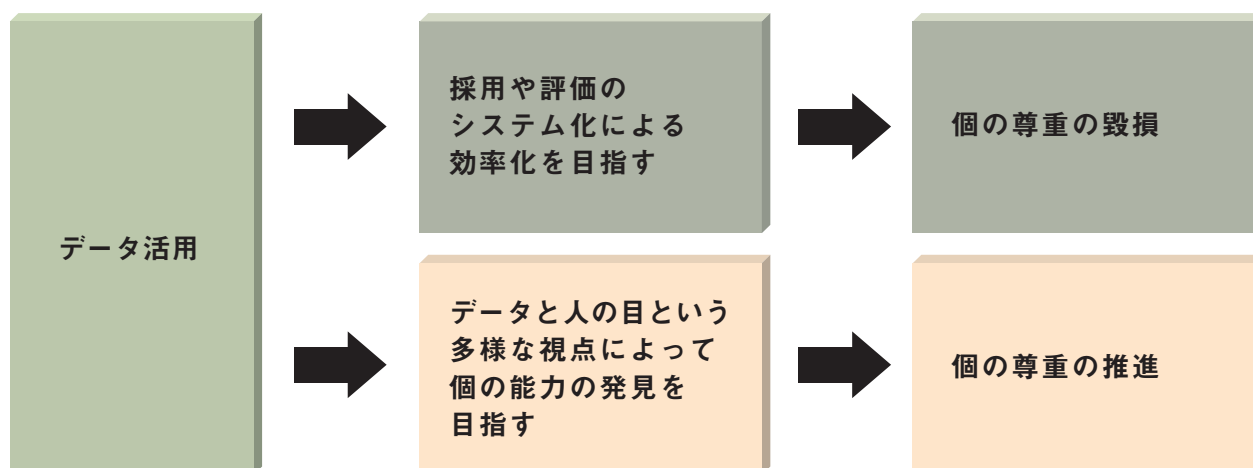 データ活用
採用や評価の
システム化による
効率化を目指す
個の尊重の毀損
データと人の目という
多様な視点によって
個の能力の発見を
目指す
個の尊重の推進